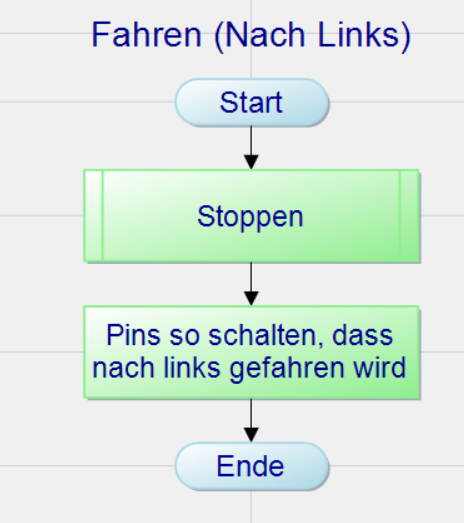 Fahren (Nach Links)
Start
Stoppen
Pins so schalten, dass
nach links gefahren wird
Ende